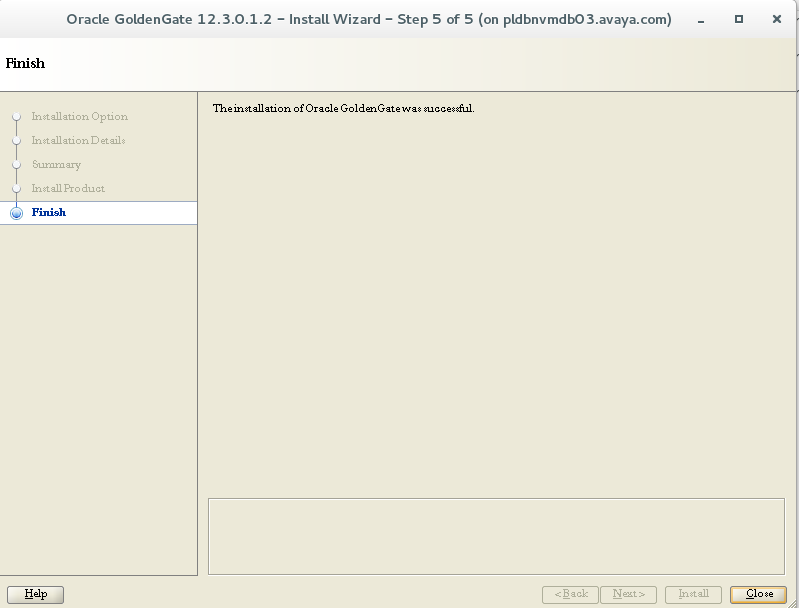 Oracle GoldenGate 12.3.0.1.2 - Install Wizard - Step 5 of 5 (on pldbnvmdb03.avaya.com)
Finish
The installation of Oracle GoldenGate was successful.
Installation Option
Installation Details
Summary
Install Product
Finish
Help
< Back
Next >
Install
Close